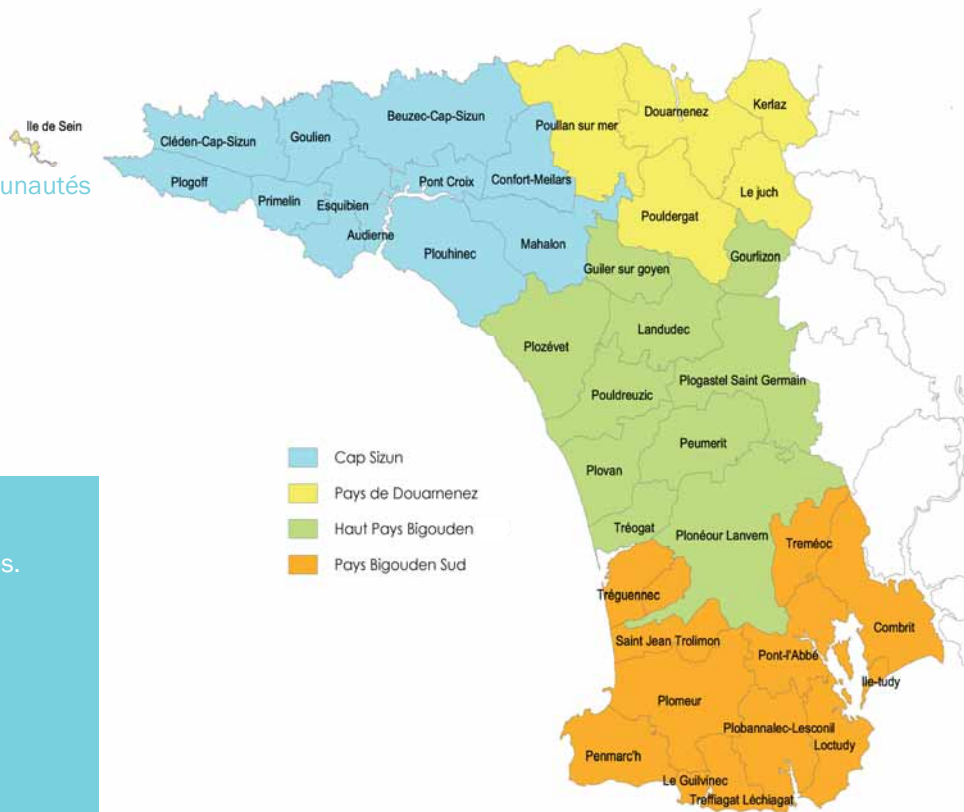 Ile de Sein
unautés
Cléden-Cap-Sizun
Goulien
Beuzec-Cap-Sizun
Plogoff
Primelin
Esquibien
Audierne
Pont Croix
Confort-Meilars
Plouhinec
Mahalon
Poullan sur mer
Douarnenez
Kerlaz
Le juch
Pouldergat
Gourlizon
Guiler sur goyen
Landudec
Plozévet
Pouldreuzic
Plogastel Saint Germain
Peumerit
Plovan
Tréogat
Plonéour Lanvern
Cap Sizun
Pays de Douarnenez
Haut Pays Bigouden
Pays Bigouden Sud
s.
Treméoc
Tréguennec
Combrit
Saint Jean Trolimon
Pont-l'Abbé
Ile-tudy
Plomeur
Plobannalec-Lesconil
Loctudy
Penmarc'h
Le Guilvinec
Treffiagat Léchiagat